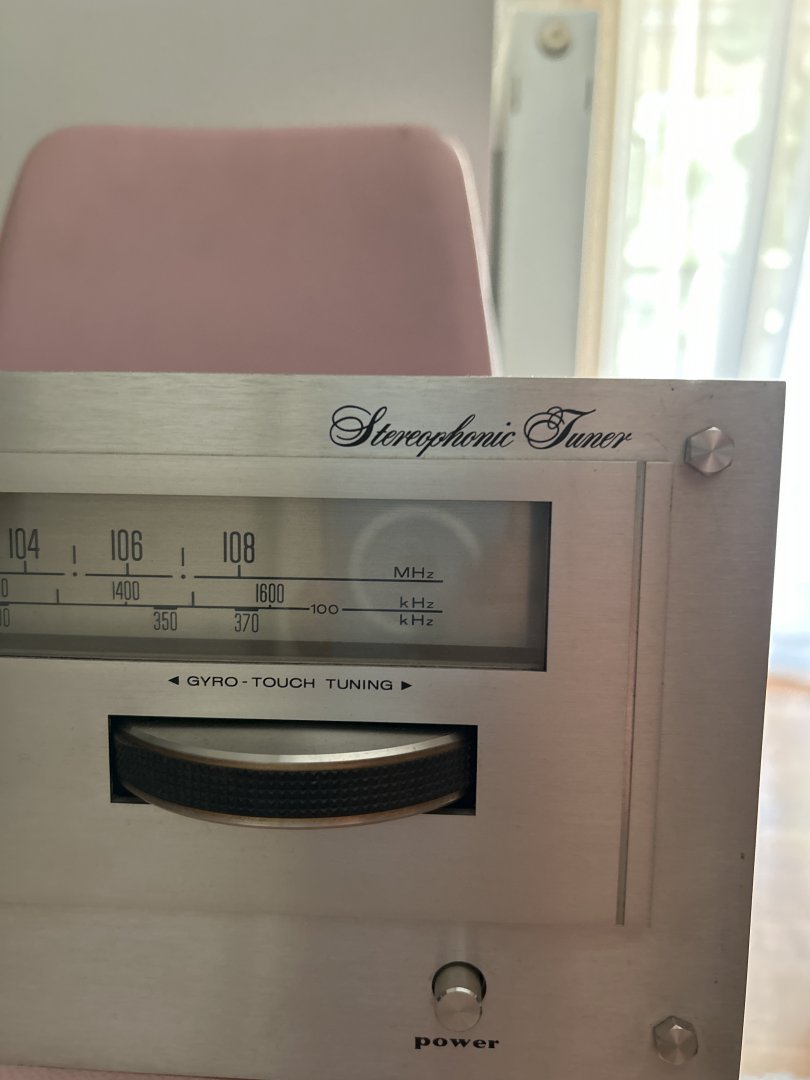 Stereophonic Tuner
104 106 108
MHz
1400 1600 kHz
100
350 370 kHz
◄ GYRO-TOUCH TUNING ►
power